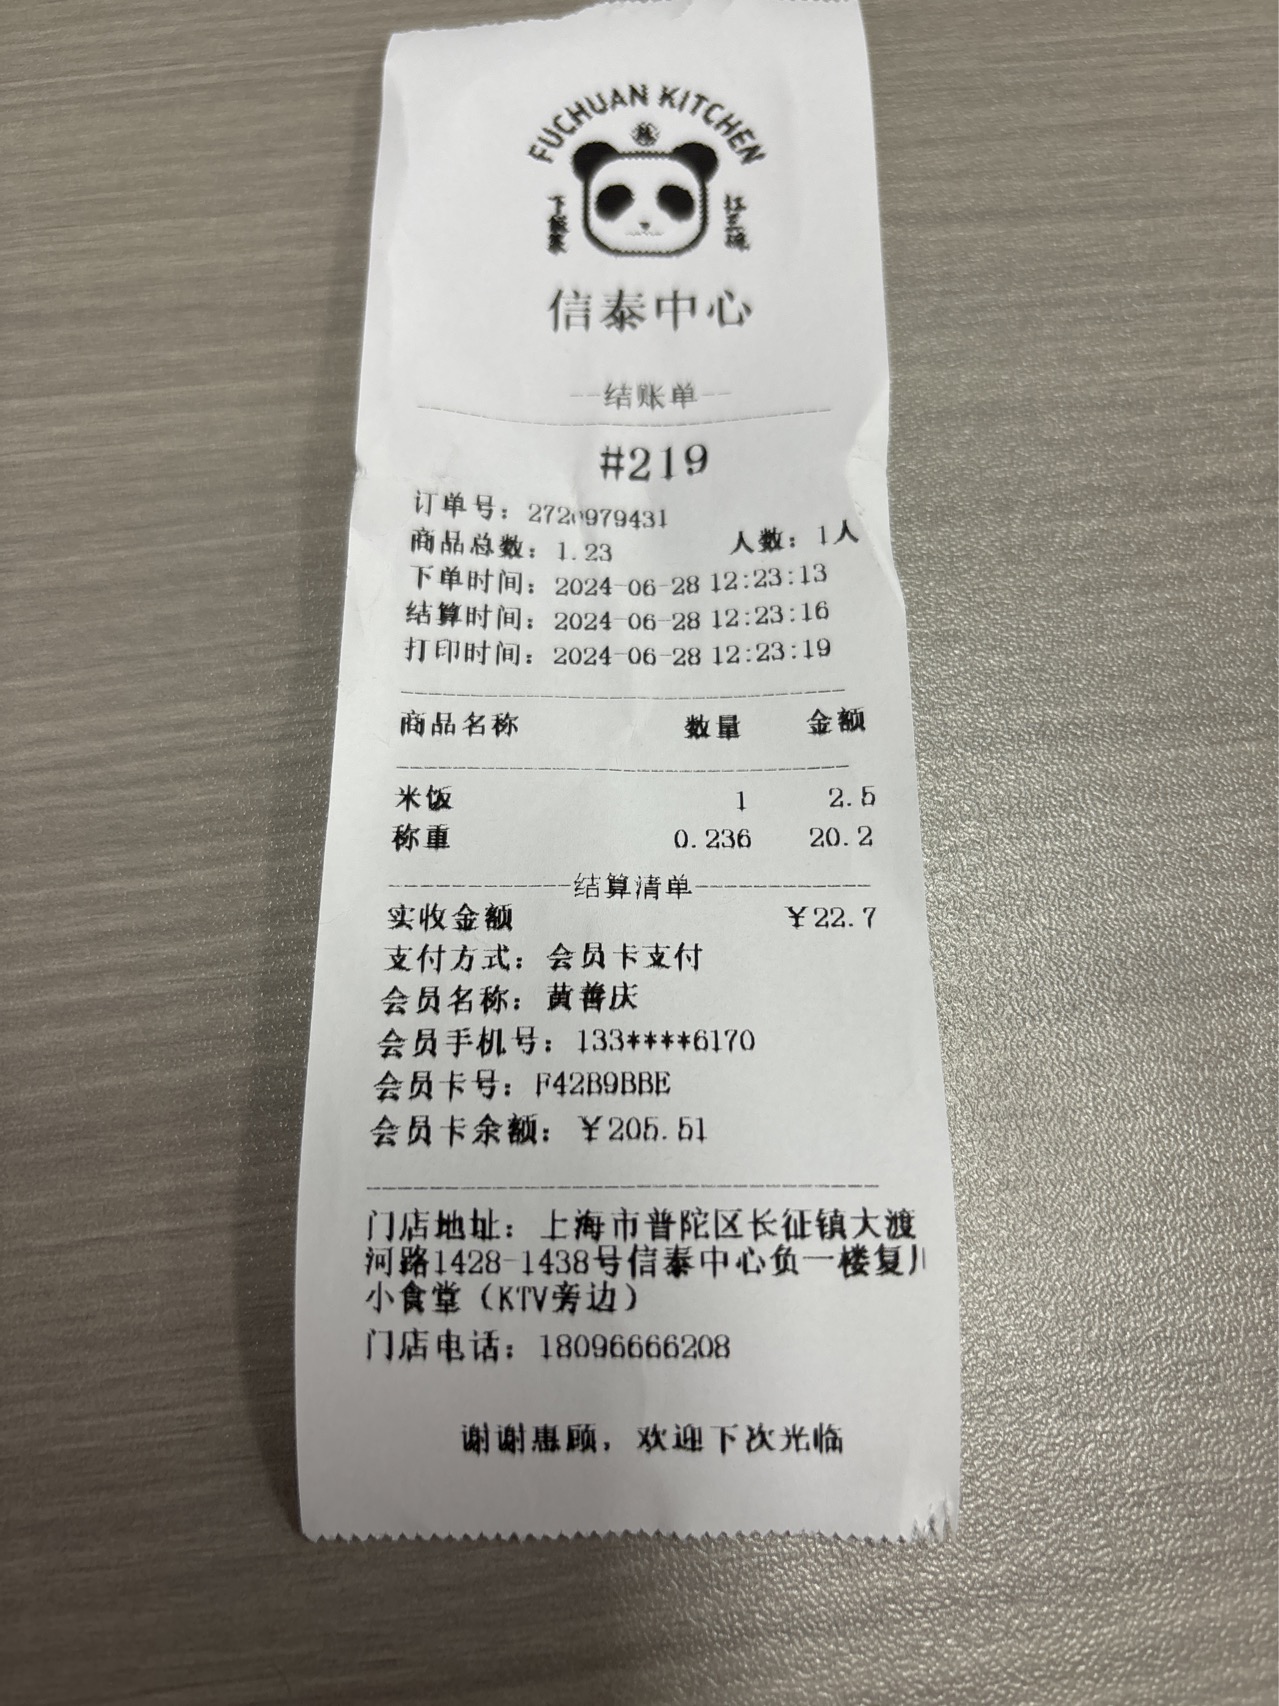 FUCHUAN KITCHEN
下飯菜
扛三碗
信泰中心
--结账单--
#219
订单号：2720979431
商品总数：1.23 人数：1人
下单时间：2024-06-28 12:23:13
结算时间：2024-06-28 12:23:16
打印时间：2024-06-28 12:23:19
商品名称 数量 金额
米饭 1 2.5
称重 0.236 20.2
------------结算清单------------
实收金额 ¥22.7
支付方式：会员卡支付
会员名称：黄善庆
会员手机号：133****6170
会员卡号：F42B9BBE
会员卡余额：¥205.51
门店地址：上海市普陀区长征镇大渡
河路1428-1438号信泰中心负一楼复川
小食堂（KTV旁边）
门店电话：18096666208
谢谢惠顾，欢迎下次光临